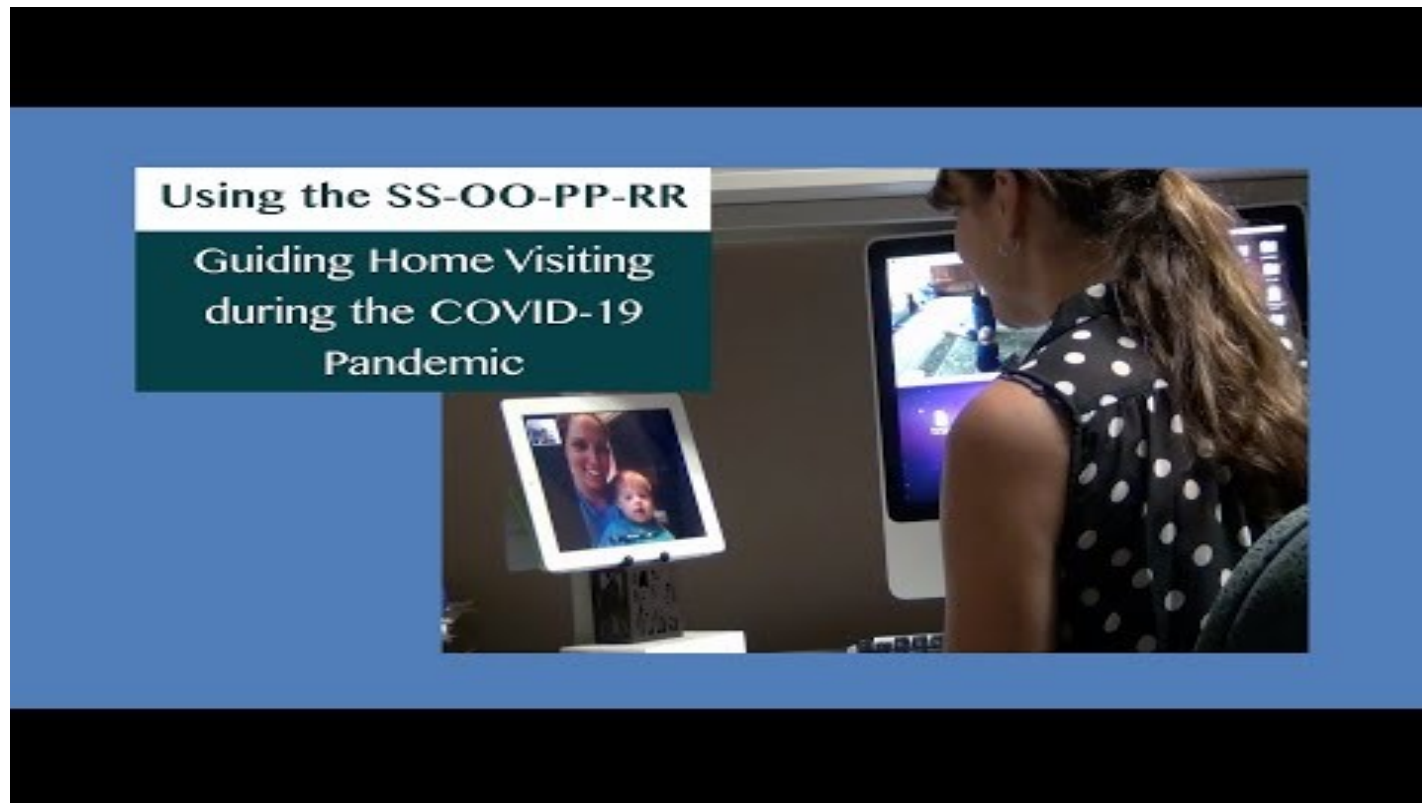 Using the SS-OO-PP-RR
Guiding Home Visiting
during the COVID-19
Pandemic